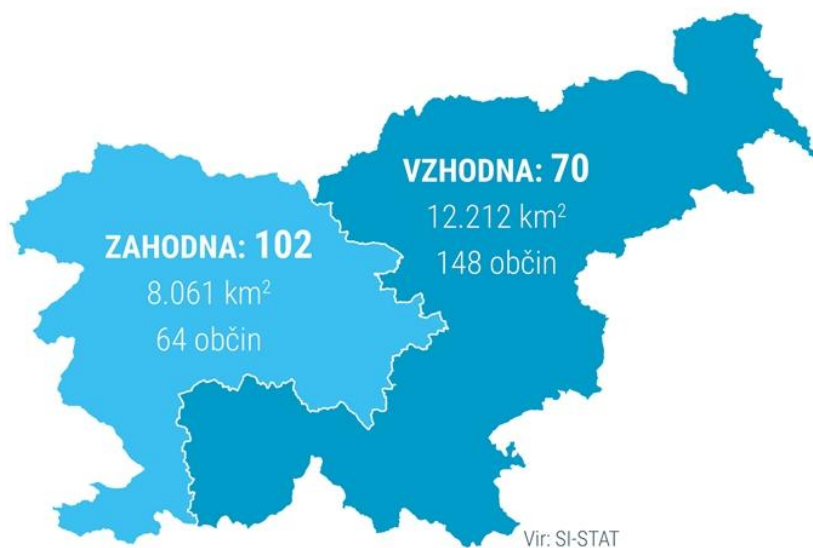 ZAHODNA: 102
8.061 km²
64 občin
VZHODNA: 70
12.212 km²
148 občin
Vir: SI-STAT